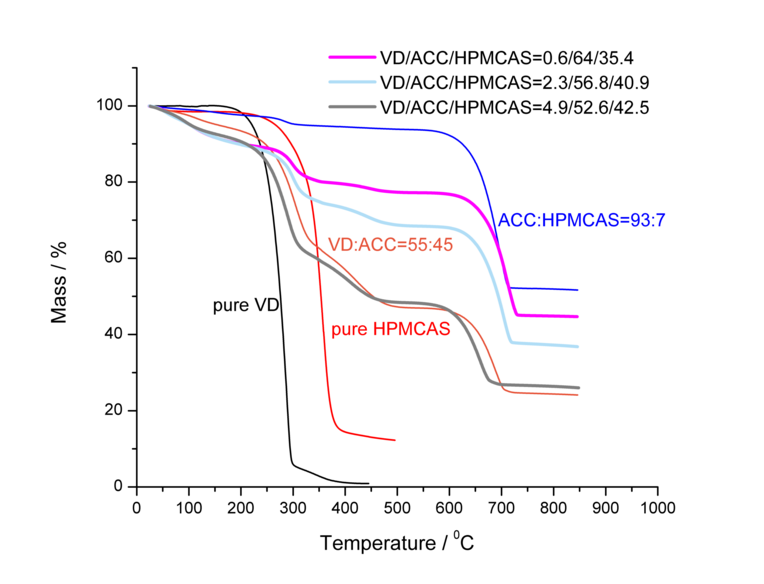 VD/ACC/HPMCAS=0.6/64/35.4
VD/ACC/HPMCAS=2.3/56.8/40.9
VD/ACC/HPMCAS=4.9/52.6/42.5
100
80
60
40
20
0
Mass / %
ACC:HPMCAS=93:7
VD:ACC=55:45
pure VD
pure HPMCAS
0 100 200 300 400 500 600 700 800 900 1000
Temperature / ⁰C